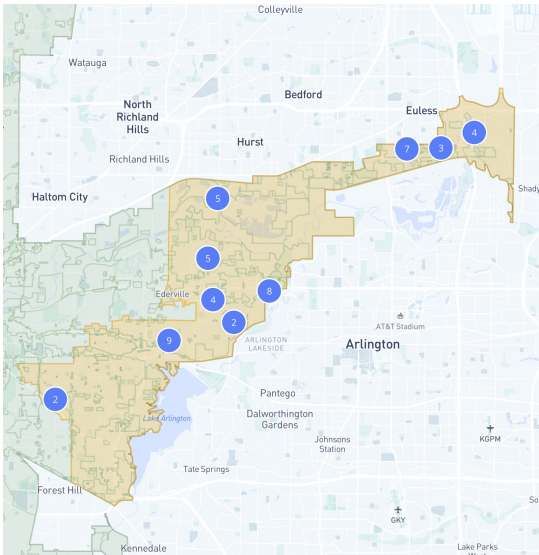 Colleyville
Watauga
Bedford
North
Richland
Hills
Euless
4
7
3
Hurst
Richland Hills
Haltom City
5
Shady
5
Ederville
8
4
2
AT&T Stadium
9
ARLINGTON
LAKESIDE
Arlington
2
Pantego
Lake Arlington
Dalworthington
Gardens
KGPM
Johnsons
Station
Tate Springs
Forest Hill
So
GKY
Kennedale
Lake Parks